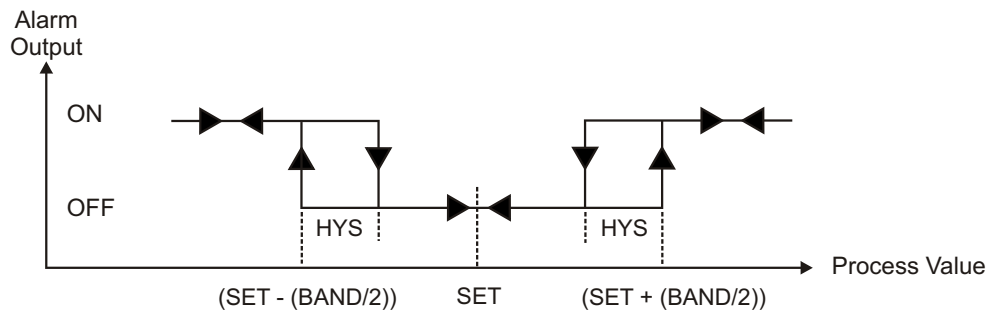 Alarm
Output
ON
OFF
HYS HYS
Process Value
(SET - (BAND/2)) SET (SET + (BAND/2))